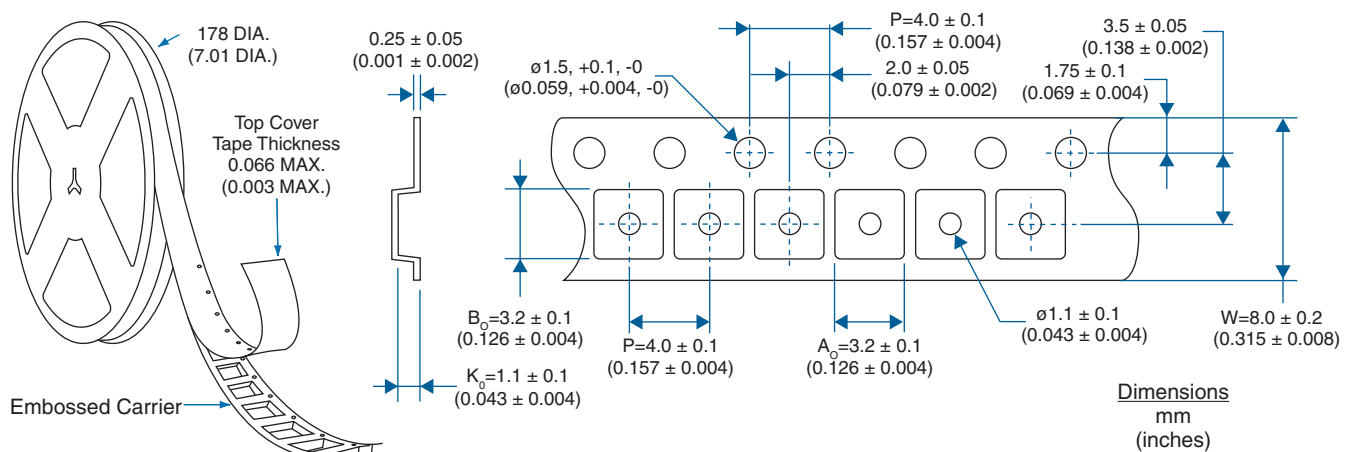 178 DIA.
(7.01 DIA.)
Top Cover
Tape Thickness
0.066 MAX.
(0.003 MAX.)
Embossed Carrier
0.25 ± 0.05
(0.001 ± 0.002)
ø1.5, +0.1, -0
(ø0.059, +0.004, -0)
P=4.0 ± 0.1
(0.157 ± 0.004)
2.0 ± 0.05
(0.079 ± 0.002)
3.5 ± 0.05
(0.138 ± 0.002)
1.75 ± 0.1
(0.069 ± 0.004)
B₀=3.2 ± 0.1
(0.126 ± 0.004)
K₀=1.1 ± 0.1
(0.043 ± 0.004)
P=4.0 ± 0.1
(0.157 ± 0.004)
A₀=3.2 ± 0.1
(0.126 ± 0.004)
ø1.1 ± 0.1
(0.043 ± 0.004)
W=8.0 ± 0.2
(0.315 ± 0.008)
Dimensions
mm
(inches)